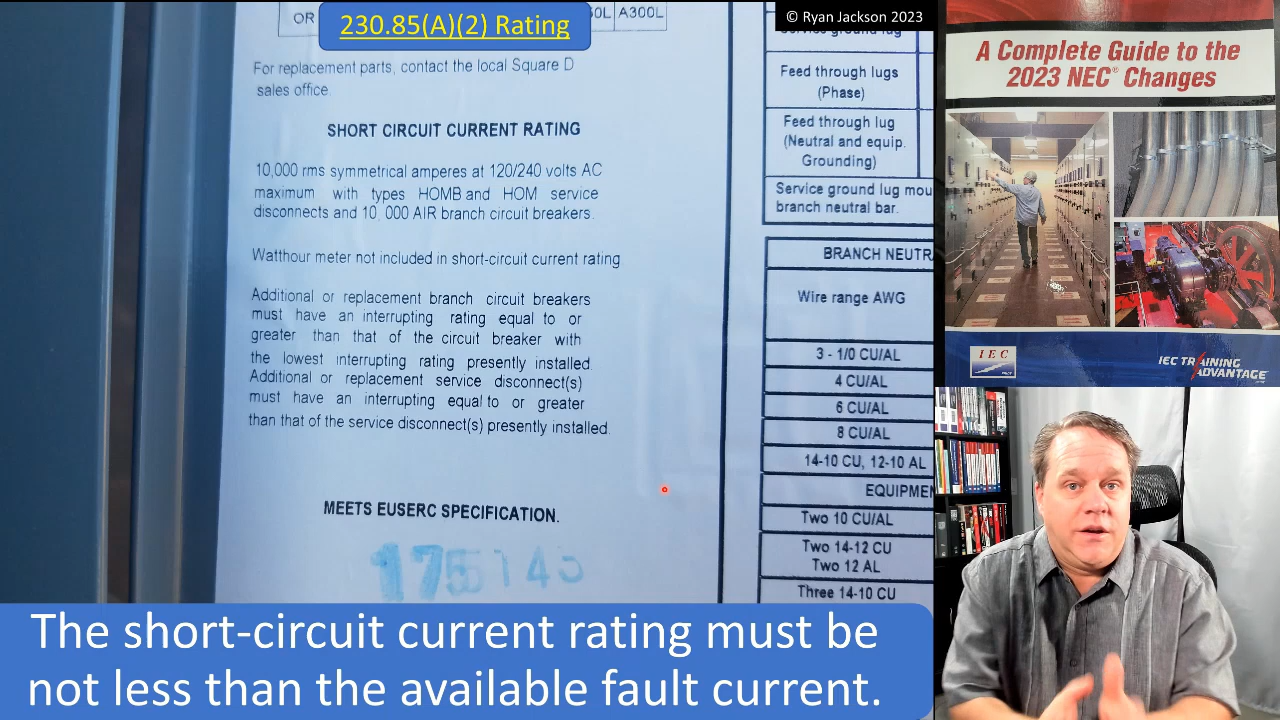 230.85(A)(2) Rating
© Ryan Jackson 2023
OR
A300L
For replacement parts, contact the local Square D
sales office.
SHORT CIRCUIT CURRENT RATING
10,000 rms symmetrical amperes at 120/240 volts AC
maximum with types HOMB and HOM service
disconnects and 10, 000 AIR branch circuit breakers.
Watthour meter not included in short-circuit current rating
Additional or replacement branch circuit breakers
must have an interrupting rating equal to or
greater than that of the circuit breaker with
the lowest interrupting rating presently installed.
Additional or replacement service disconnect(s)
must have an interrupting equal to or greater
than that of the service disconnect(s) presently installed.
MEETS EUSERC SPECIFICATION.
175145
Service ground lug
Feed through lugs
(Phase)
Feed through lug
(Neutral and equip.
Grounding)
Service ground lug mou
branch neutral bar.
BRANCH NEUTRA
Wire range AWG
3 - 1/0 CU/AL
4 CU/AL
6 CU/AL
8 CU/AL
14-10 CU, 12-10 AL
EQUIPMEN
Two 10 CU/AL
Two 14-12 CU
Two 12 AL
Three 14-10 CU
A Complete Guide to the
2023 NEC® Changes
IEC
IEC TRAINING
ADVANTAGE
The short-circuit current rating must be
not less than the available fault current.